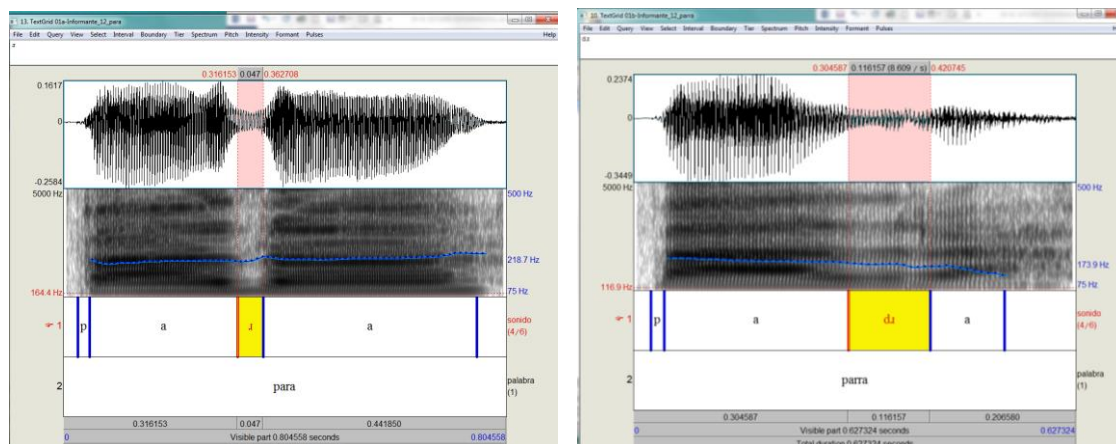 13. TextGrid 01a-Informante_12_para
File Edit Query View Select Interval Boundary Tier Spectrum Pitch Intensity Formant Pulses Help
ɹ
0.316153 0.047 0.362708
0.1617
0
-0.2584
5000 Hz 500 Hz
218.7 Hz
164.4 Hz 75 Hz
1 p a ɹ a sonido
(4/6)
2 para palabra
(1)
0.316153 0.047 0.441850
0 Visible part 0.804558 seconds 0.804558
10. TextGrid 01b-Informante_12_para
File Edit Query View Select Interval Boundary Tier Spectrum Pitch Intensity Formant Pulses Help
dɹ
0.304587 0.116157 (8.609 / s) 0.420745
0.2374
0
-0.3449
5000 Hz 500 Hz
173.9 Hz
116.9 Hz 75 Hz
1 p a dɹ a sonido
(4/6)
2 parra palabra
(1)
0.304587 0.116157 0.206580
0 Visible part 0.627324 seconds 0.627324
Total duration 0.627324 seconds